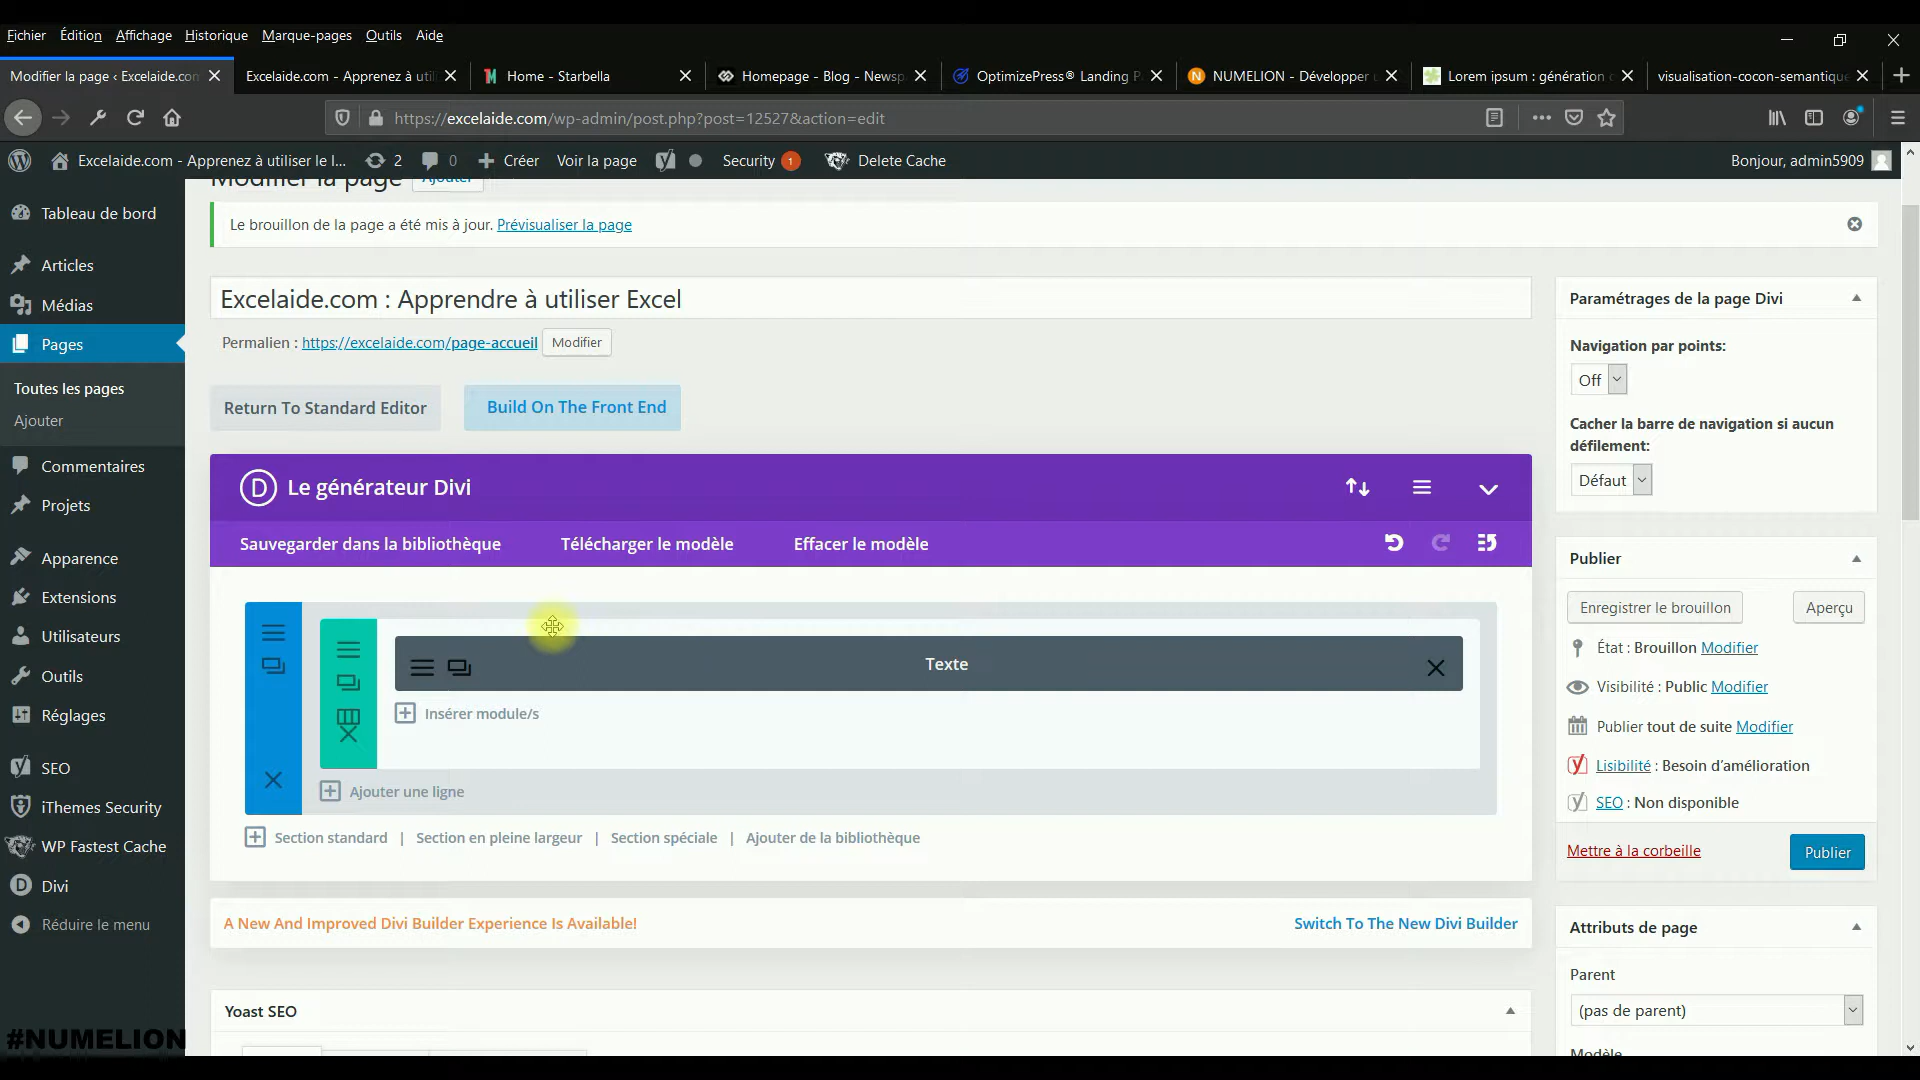 Fichier Édition Affichage Historique Marque-pages Outils Aide
Modifier la page ‹ Excelaide.com
Excelaide.com - Apprenez à util
Home - Starbella
Homepage - Blog - Newsp
OptimizePress® Landing P
NUMELION - Développer u
Lorem ipsum : génération
visualisation-cocon-semantique
https://excelaide.com/wp-admin/post.php?post=12527&action=edit
Excelaide.com - Apprenez à utiliser le l... 2 0 Créer Voir la page Security 1 Delete Cache Bonjour, admin5909
Modifier la page Ajouter
Tableau de bord
Articles
Médias
Pages
Toutes les pages
Ajouter
Commentaires
Projets
Apparence
Extensions
Utilisateurs
Outils
Réglages
SEO
iThemes Security
WP Fastest Cache
Divi
Réduire le menu
#NUMELION
Le brouillon de la page a été mis à jour. Prévisualiser la page
Excelaide.com : Apprendre à utiliser Excel
Permalien : https://excelaide.com/page-accueil Modifier
Return To Standard Editor Build On The Front End
D Le générateur Divi
Sauvegarder dans la bibliothèque Télécharger le modèle Effacer le modèle
Texte
Insérer module/s
Ajouter une ligne
Section standard | Section en pleine largeur | Section spéciale | Ajouter de la bibliothèque
A New And Improved Divi Builder Experience Is Available! Switch To The New Divi Builder
Yoast SEO
Paramétrages de la page Divi
Navigation par points:
Off
Cacher la barre de navigation si aucun
défilement:
Défaut
Publier
Enregistrer le brouillon Aperçu
État : Brouillon Modifier
Visibilité : Public Modifier
Publier tout de suite Modifier
Lisibilité : Besoin d’amélioration
SEO : Non disponible
Mettre à la corbeille Publier
Attributs de page
Parent
(pas de parent)
Modèle